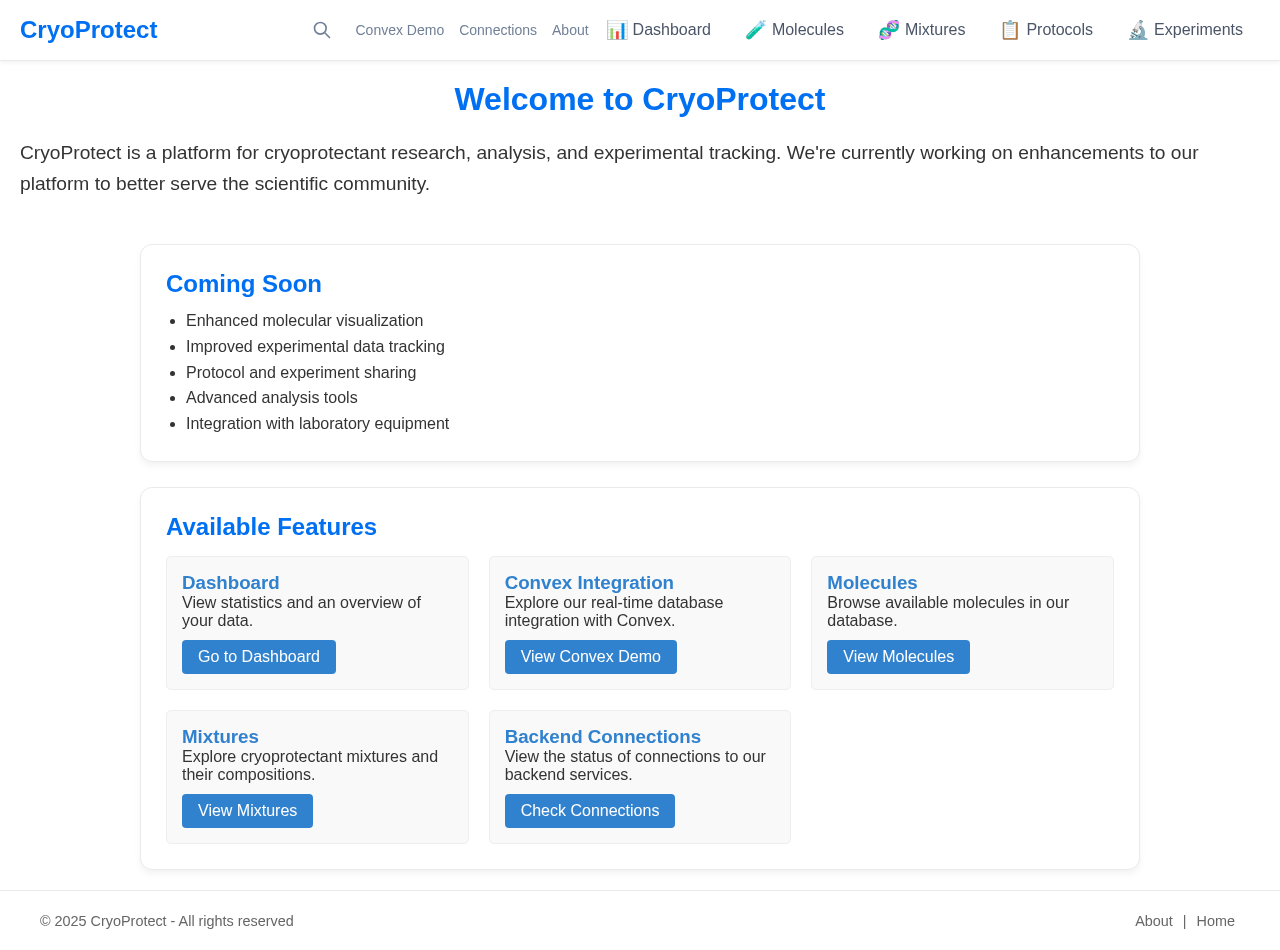 CryoProtect
Convex Demo Connections About 📊 Dashboard 🧪 Molecules 🧬 Mixtures 📋 Protocols 🔬 Experiments
Welcome to CryoProtect
CryoProtect is a platform for cryoprotectant research, analysis, and experimental tracking. We're currently working on enhancements to our
platform to better serve the scientific community.
Coming Soon
• Enhanced molecular visualization
• Improved experimental data tracking
• Protocol and experiment sharing
• Advanced analysis tools
• Integration with laboratory equipment
Available Features
Dashboard
View statistics and an overview of
your data.
Go to Dashboard
Convex Integration
Explore our real-time database
integration with Convex.
View Convex Demo
Molecules
Browse available molecules in our
database.
View Molecules
Mixtures
Explore cryoprotectant mixtures and
their compositions.
View Mixtures
Backend Connections
View the status of connections to our
backend services.
Check Connections
© 2025 CryoProtect - All rights reserved
About | Home